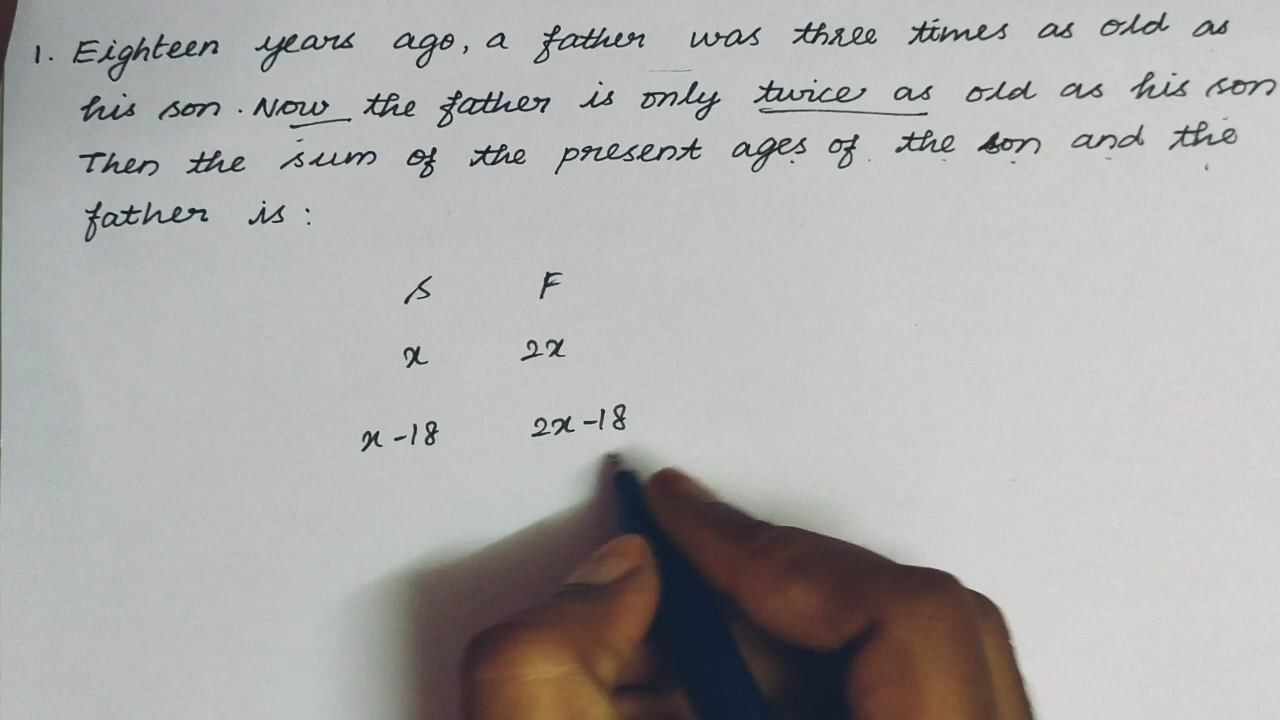 1. Eighteen years ago, a father was three times as old as
his son. Now the father is only twice as old as his son
Then the sum of the present ages of the son and the
father is:
S F
x 2x
x-18 2x-18